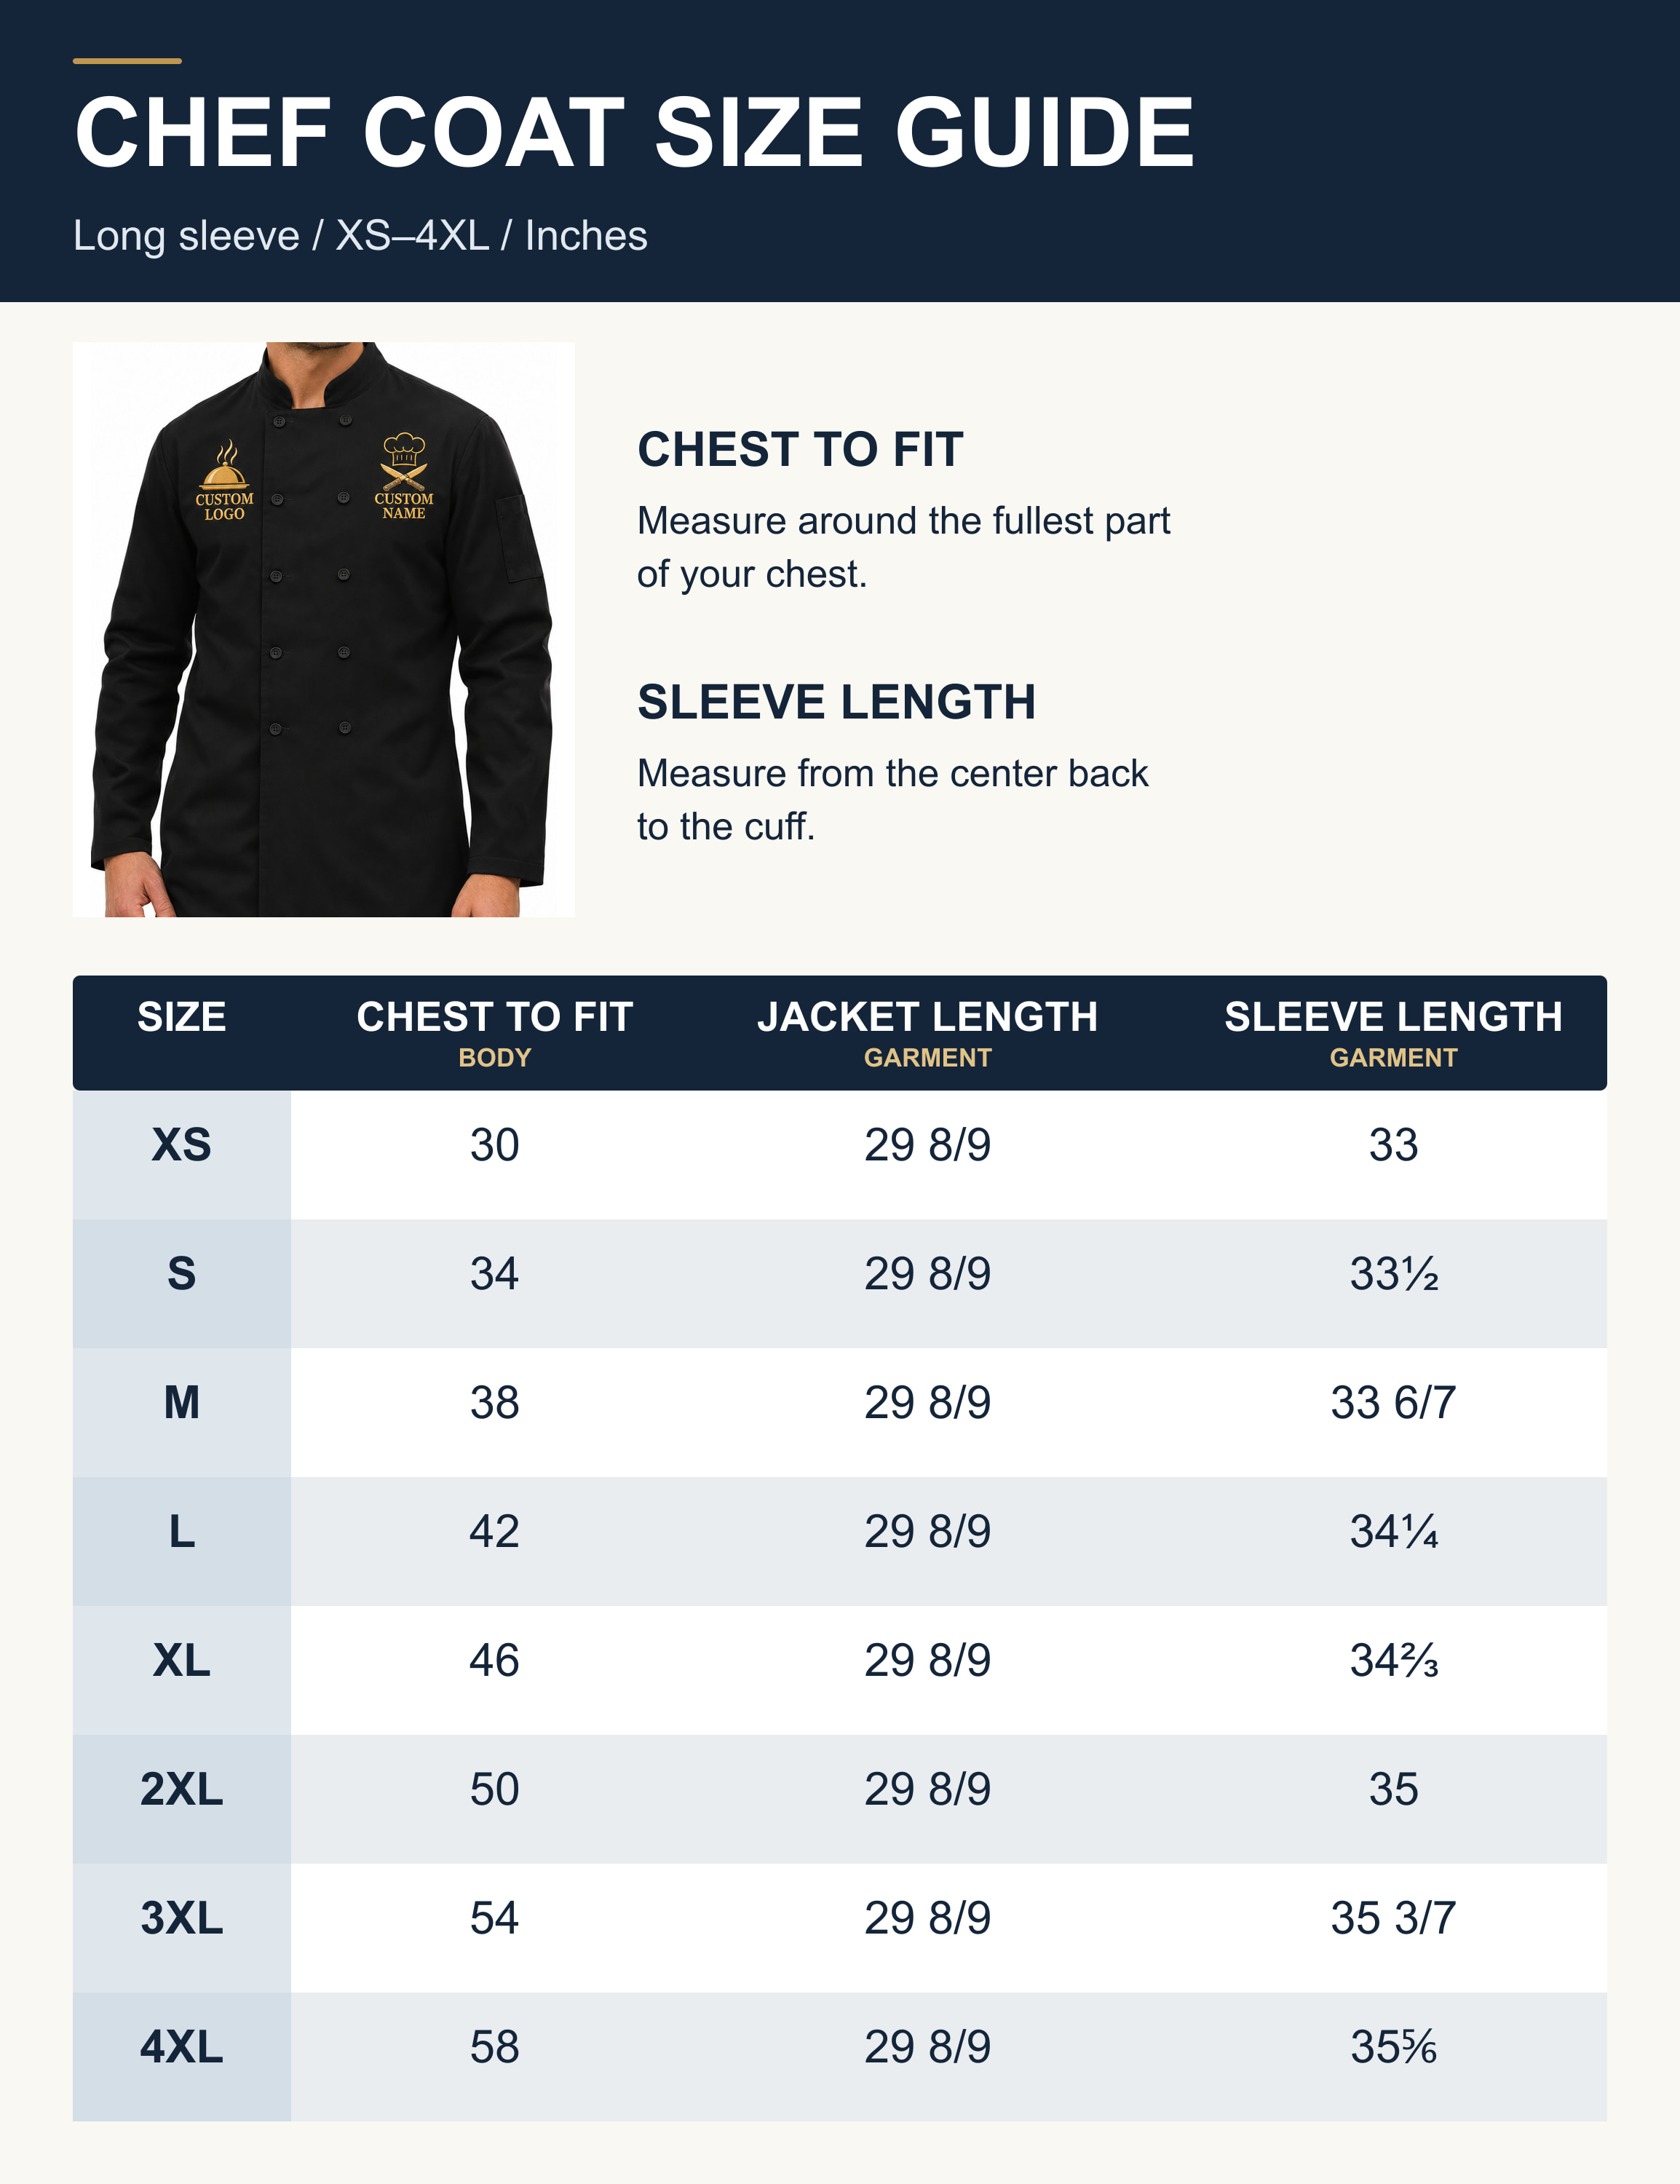 CHEF COAT SIZE GUIDE
Long sleeve / XS–4XL / Inches
CUSTOM
LOGO
CUSTOM
NAME
CHEST TO FIT
Measure around the fullest part
of your chest.
SLEEVE LENGTH
Measure from the center back
to the cuff.
SIZE CHEST TO FIT JACKET LENGTH SLEEVE LENGTH
BODY GARMENT GARMENT
XS 30 29 8/9 33
S 34 29 8/9 33½
M 38 29 8/9 33 6/7
L 42 29 8/9 34¼
XL 46 29 8/9 34⅔
2XL 50 29 8/9 35
3XL 54 29 8/9 35 3/7
4XL 58 29 8/9 35⅚